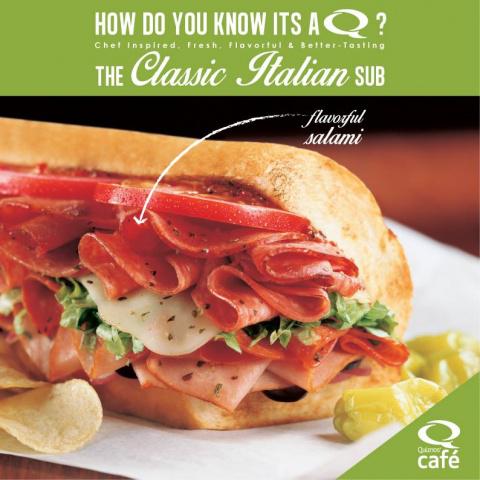 HOW DO YOU KNOW ITS A Q ?
Chef Inspired, Fresh, Flavorful & Better-Tasting
THE Classic Italian SUB
flavorful
salami
Quiznos
café